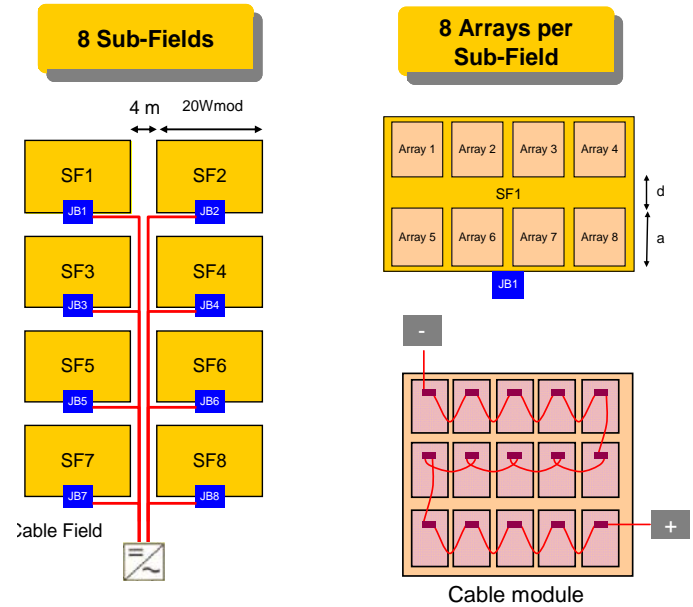 8 Sub-Fields
8 Arrays per
Sub-Field
4 m
20Wmod
SF1
SF2
JB1
JB2
SF3
SF4
JB3
JB4
SF5
SF6
JB5
JB6
SF7
SF8
JB7
JB8
Cable Field
=
~
Array 1
Array 2
Array 3
Array 4
SF1
d
Array 5
Array 6
Array 7
Array 8
a
JB1
-
+
Cable module